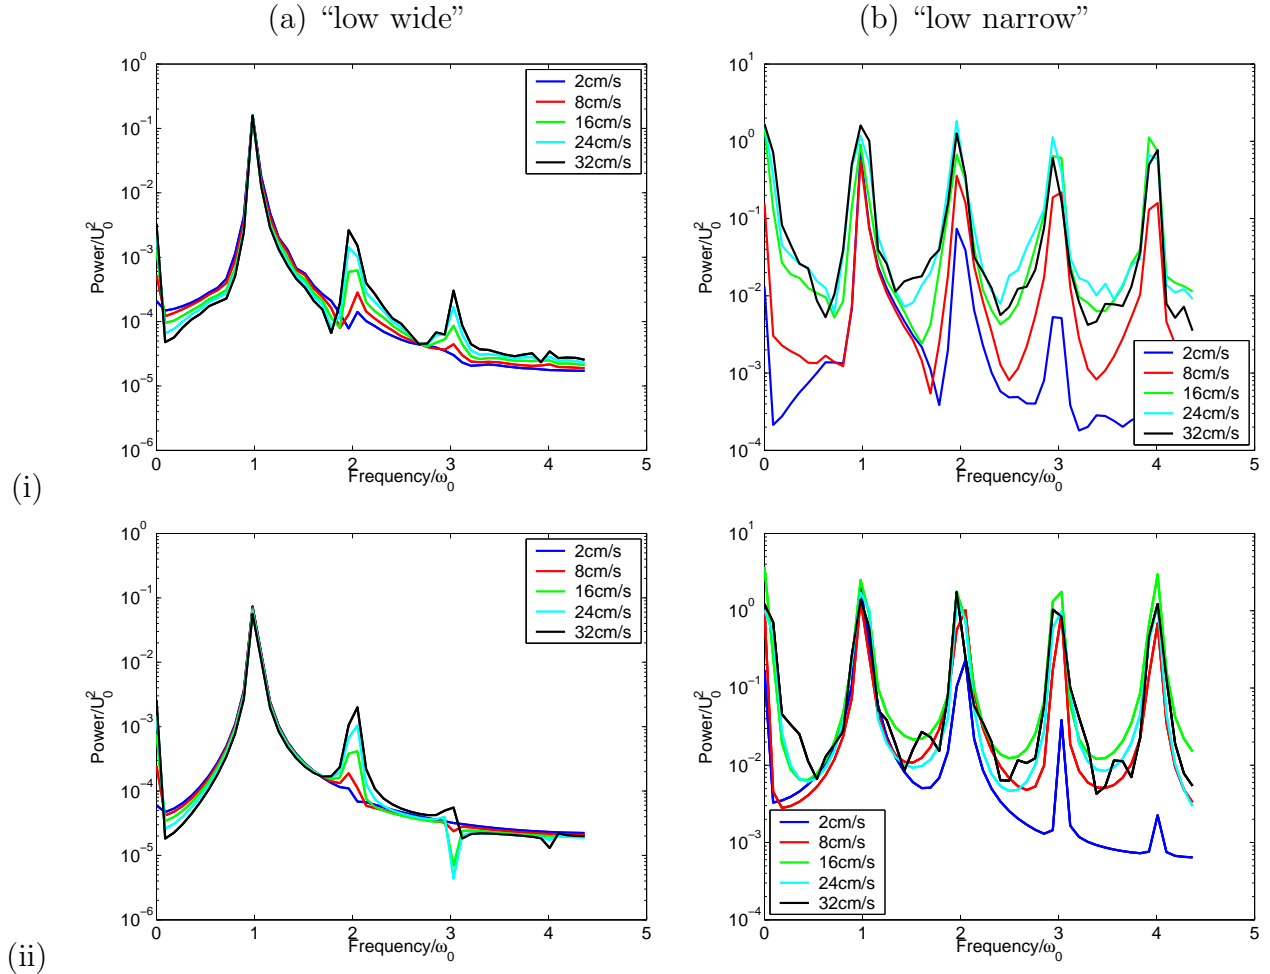 (a) “low wide”
(b) “low narrow”
10^0
10^-1
10^-2
10^-3
10^-4
10^-5
10^-6
Power/U_0^2
0 1 2 3 4 5
Frequency/ω_0
2cm/s
8cm/s
16cm/s
24cm/s
32cm/s
10^1
10^0
10^-1
10^-2
10^-3
10^-4
Power/U_0^2
0 1 2 3 4 5
Frequency/ω_0
2cm/s
8cm/s
16cm/s
24cm/s
32cm/s
(i)
10^0
10^-1
10^-2
10^-3
10^-4
10^-5
10^-6
Power/U_0^2
0 1 2 3 4 5
Frequency/ω_0
2cm/s
8cm/s
16cm/s
24cm/s
32cm/s
10^1
10^0
10^-1
10^-2
10^-3
10^-4
Power/U_0^2
0 1 2 3 4 5
Frequency/ω_0
2cm/s
8cm/s
16cm/s
24cm/s
32cm/s
(ii)